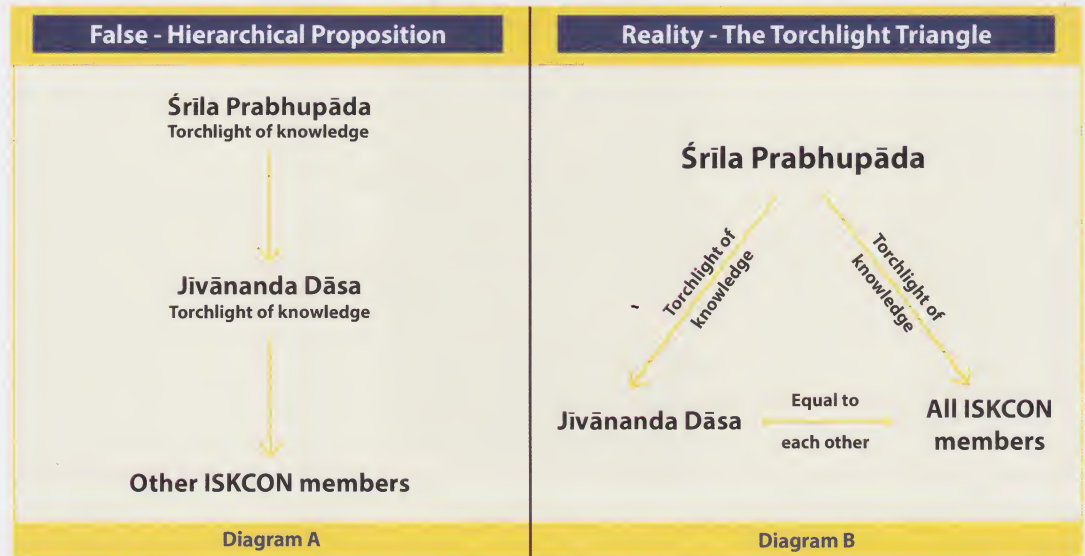 False - Hierarchical Proposition
Śrīla Prabhupāda
Torchlight of knowledge
Jīvānanda Dāsa
Torchlight of knowledge
Other ISKCON members
Diagram A
Reality - The Torchlight Triangle
Śrīla Prabhupāda
Torchlight of
knowledge
Torchlight of
knowledge
Jīvānanda Dāsa
Equal to
each other
All ISKCON
members
Diagram B